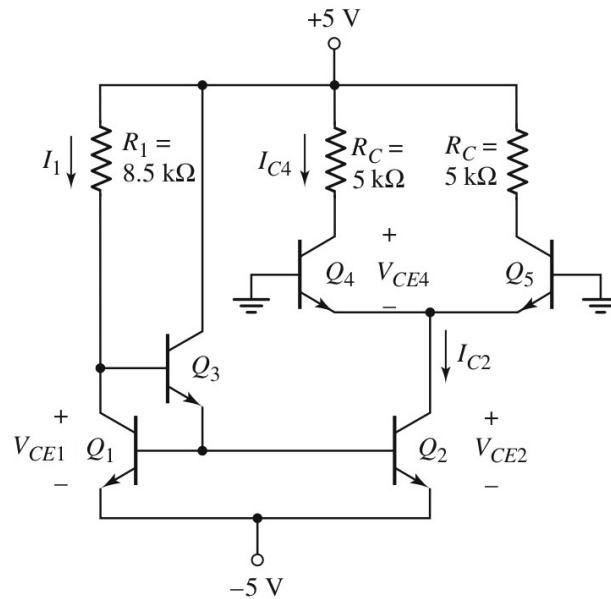 +5 V
I1
R1 =
8.5 kΩ
IC4
RC =
5 kΩ
RC =
5 kΩ
+
VCE4
–
Q4
Q5
IC2
Q3
+
VCE1
–
Q1
Q2
+
VCE2
–
–5 V